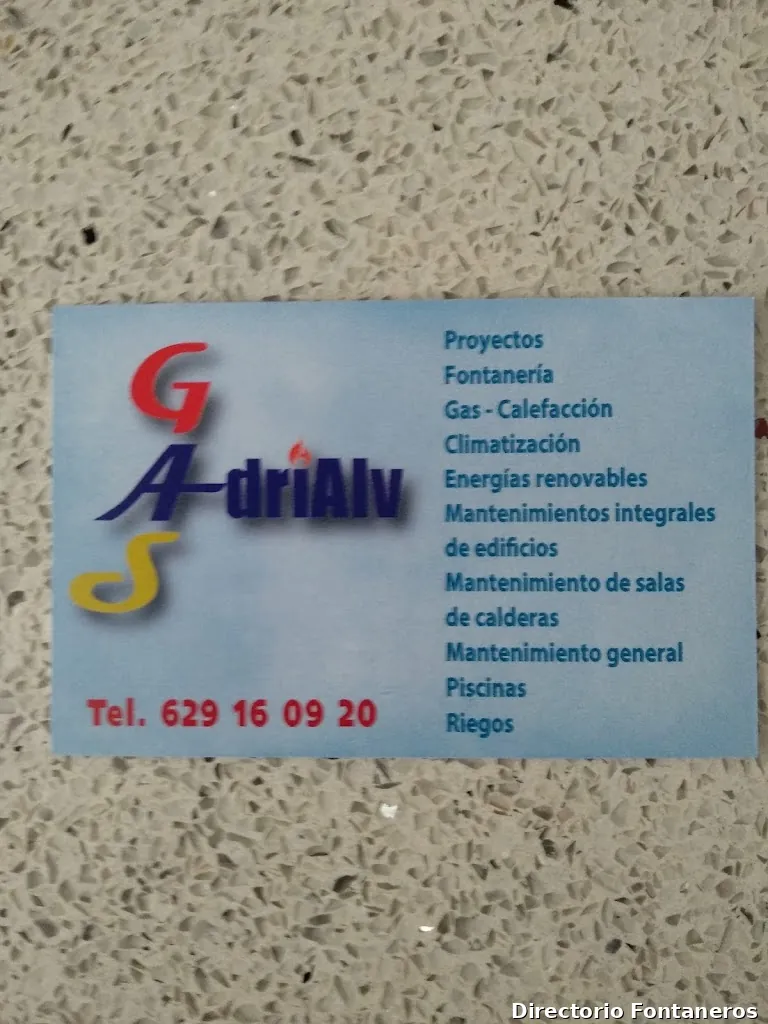 G
AdriAlv
S
Tel. 629 16 09 20
Proyectos
Fontanería
Gas - Calefacción
Climatización
Energías renovables
Mantenimientos integrales
de edificios
Mantenimiento de salas
de calderas
Mantenimiento general
Piscinas
Riegos
Directorio Fontaneros